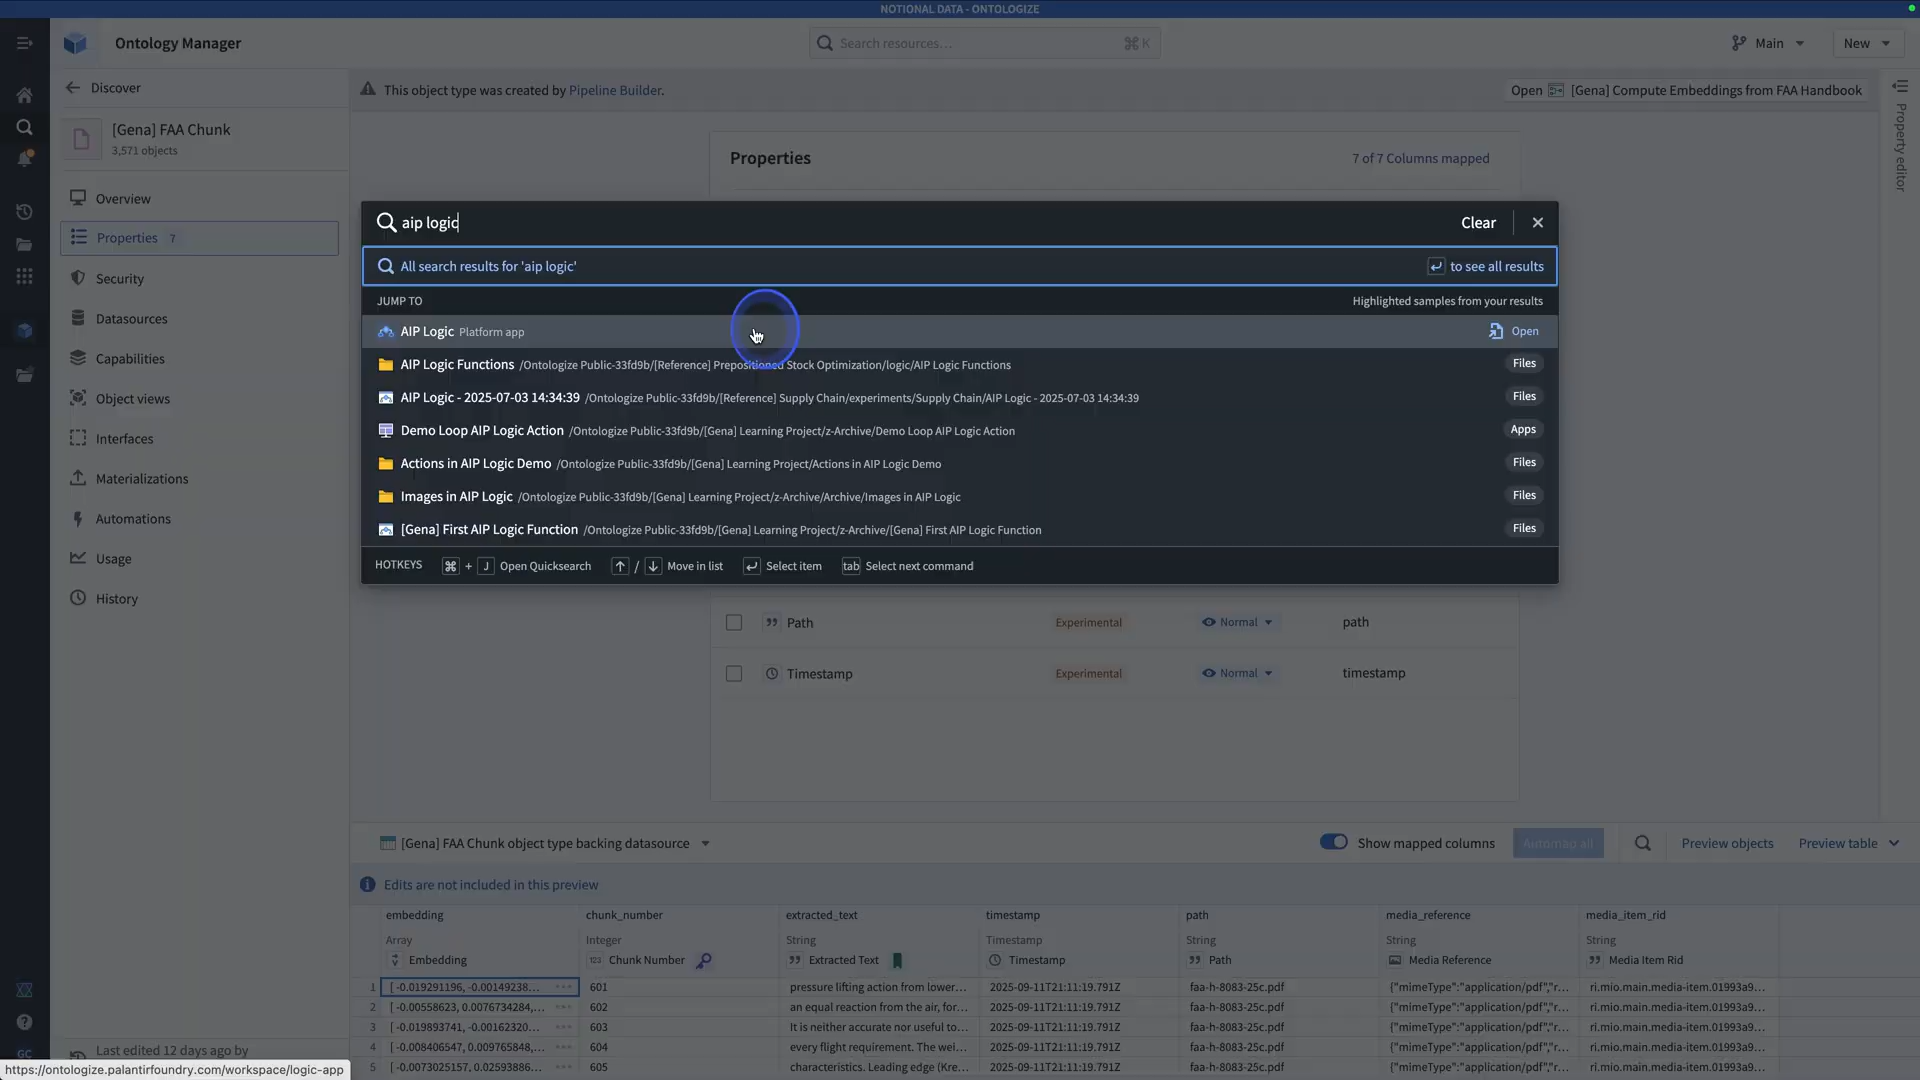 NOTIONAL DATA - ONTOLOGIZE
Ontology Manager
Search resources…
⌘ K
Main
New
Discover
[Gena] FAA Chunk
3,571 objects
Overview
Properties 7
Security
Datasources
Capabilities
Object views
Interfaces
Materializations
Automations
Usage
History
Last edited 12 days ago by
This object type was created by Pipeline Builder.
Open [Gena] Compute Embeddings from FAA Handbook
Property editor
Properties
7 of 7 Columns mapped
aip logic
Clear
All search results for 'aip logic'
to see all results
JUMP TO
Highlighted samples from your results
AIP Logic Platform app
Open
AIP Logic Functions /Ontologize Public-33fd9b/[Reference] Prepositioned Stock Optimization/logic/AIP Logic Functions
Files
AIP Logic - 2025-07-03 14:34:39 /Ontologize Public-33fd9b/[Reference] Supply Chain/experiments/Supply Chain/AIP Logic - 2025-07-03 14:34:39
Files
Demo Loop AIP Logic Action /Ontologize Public-33fd9b/[Gena] Learning Project/z-Archive/Demo Loop AIP Logic Action
Apps
Actions in AIP Logic Demo /Ontologize Public-33fd9b/[Gena] Learning Project/Actions in AIP Logic Demo
Files
Images in AIP Logic /Ontologize Public-33fd9b/[Gena] Learning Project/z-Archive/Archive/Images in AIP Logic
Files
[Gena] First AIP Logic Function /Ontologize Public-33fd9b/[Gena] Learning Project/z-Archive/[Gena] First AIP Logic Function
Files
HOTKEYS ⌘ + J Open Quicksearch ↑ / ↓ Move in list Select item tab Select next command
Path Experimental Normal path
Timestamp Experimental Normal timestamp
[Gena] FAA Chunk object type backing datasource
Show mapped columns
Automap all
Preview objects
Preview table
Edits are not included in this preview
embedding chunk_number extracted_text timestamp path media_reference media_item_rid
Array Integer String Timestamp String String String
Embedding 123 Chunk Number Extracted Text Timestamp Path Media Reference Media Item Rid
1 [ -0.019291196, -0.00149238... 601 pressure lifting action from lower... 2025-09-11T21:11:19.791Z faa-h-8083-25c.pdf {"mimeType":"application/pdf","r... ri.mio.main.media-item.01993a9...
2 [ -0.00558623, 0.0076734284,... 602 an equal reaction from the air, for... 2025-09-11T21:11:19.791Z faa-h-8083-25c.pdf {"mimeType":"application/pdf","r... ri.mio.main.media-item.01993a9...
3 [ -0.019893741, -0.00162320... 603 It is neither accurate nor useful to... 2025-09-11T21:11:19.791Z faa-h-8083-25c.pdf {"mimeType":"application/pdf","r... ri.mio.main.media-item.01993a9...
4 [ -0.008406547, 0.009765848,... 604 every flight requirement. The wei... 2025-09-11T21:11:19.791Z faa-h-8083-25c.pdf {"mimeType":"application/pdf","r... ri.mio.main.media-item.01993a9...
5 [ -0.0073025157, 0.02593886... 605 characteristics. Leading edge (Kre... 2025-09-11T21:11:19.791Z faa-h-8083-25c.pdf {"mimeType":"application/pdf","r... ri.mio.main.media-item.01993a9...
GC
https://ontologize.palantirfoundry.com/workspace/logic-app